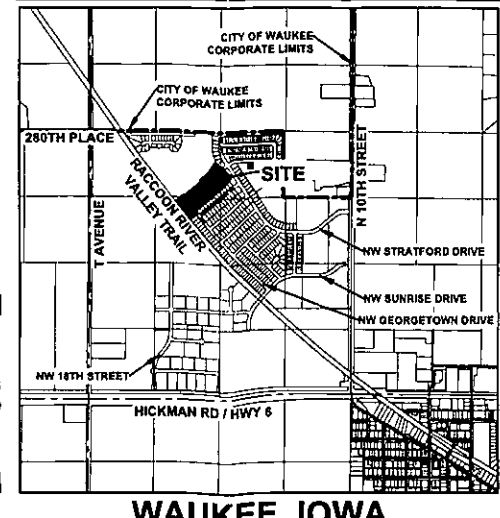 CITY OF WAUKEE
CORPORATE LIMITS
CITY OF WAUKEE
CORPORATE LIMITS
280TH PLACE
SITE
RACCOON RIVER
VALLEY TRAIL
N 10TH STREET
T AVENUE
NW STRATFORD DRIVE
NW SUNRISE DRIVE
NW GEORGETOWN DRIVE
NW 18TH STREET
HICKMAN RD / HWY 6
WAUKEE, IOWA